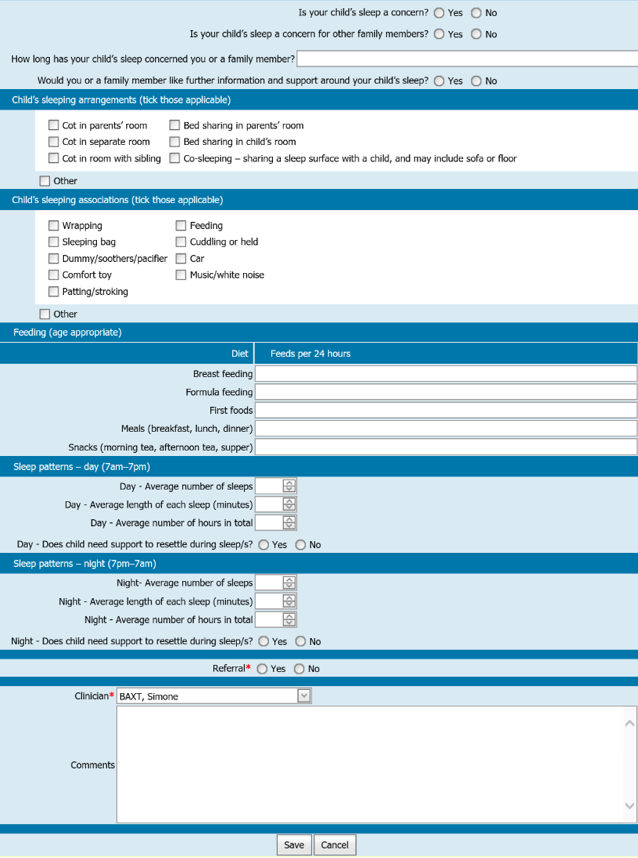 Is your child's sleep a concern? Yes No
Is your child's sleep a concern for other family members? Yes No
How long has your child's sleep concerned you or a family member?
Would you or a family member like further information and support around your child's sleep? Yes No
Child's sleeping arrangements (tick those applicable)
Cot in parents' room Bed sharing in parents' room
Cot in separate room Bed sharing in child's room
Cot in room with sibling Co-sleeping – sharing a sleep surface with a child, and may include sofa or floor
Other
Child's sleeping associations (tick those applicable)
Wrapping Feeding
Sleeping bag Cuddling or held
Dummy/soothers/pacifier Car
Comfort toy Music/white noise
Patting/stroking
Other
Feeding (age appropriate)
Diet Feeds per 24 hours
Breast feeding
Formula feeding
First foods
Meals (breakfast, lunch, dinner)
Snacks (morning tea, afternoon tea, supper)
Sleep patterns – day (7am–7pm)
Day - Average number of sleeps
Day - Average length of each sleep (minutes)
Day - Average number of hours in total
Day - Does child need support to resettle during sleep/s? Yes No
Sleep patterns – night (7pm–7am)
Night- Average number of sleeps
Night - Average length of each sleep (minutes)
Night - Average number of hours in total
Night - Does child need support to resettle during sleep/s? Yes No
Referral* Yes No
Clinician* BAXT, Simone
Comments
Save Cancel